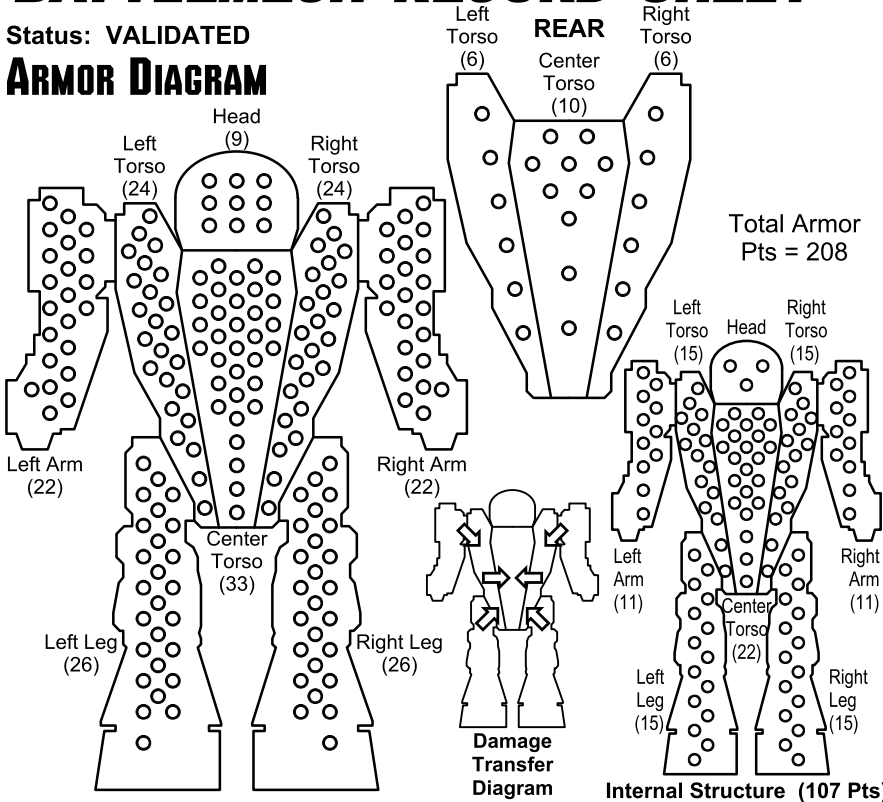 BATTLEMECH RECORD SHEET
Status: VALIDATED
ARMOR DIAGRAM
Head
(9)
Left
Torso
(24)
Right
Torso
(24)
Left Arm
(22)
Right Arm
(22)
Center
Torso
(33)
Left Leg
(26)
Right Leg
(26)
REAR
Left
Torso
(6)
Center
Torso
(10)
Right
Torso
(6)
Total Armor
Pts = 208
Damage
Transfer
Diagram
Left
Torso
(15)
Head
Right
Torso
(15)
Left
Arm
(11)
Right
Arm
(11)
Center
Torso
(22)
Left
Leg
(15)
Right
Leg
(15)
Internal Structure (107 Pts)